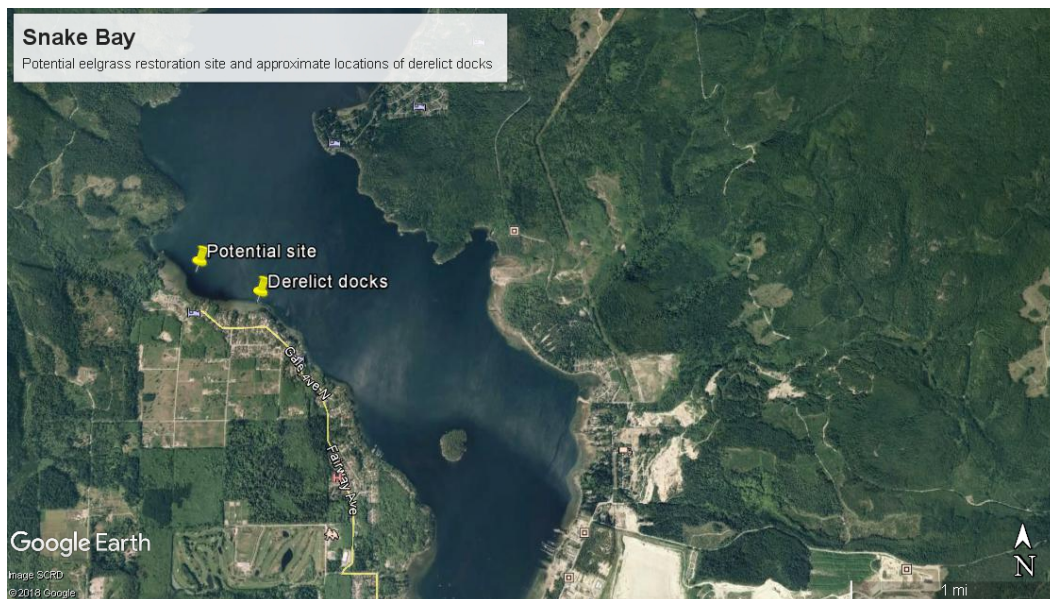 Snake Bay
Potential eelgrass restoration site and approximate locations of derelict docks
Potential site
Derelict docks
Gale Ave N
Fairway Ave
Google Earth
Image SCRD
© 2018 Google
N
1 mi